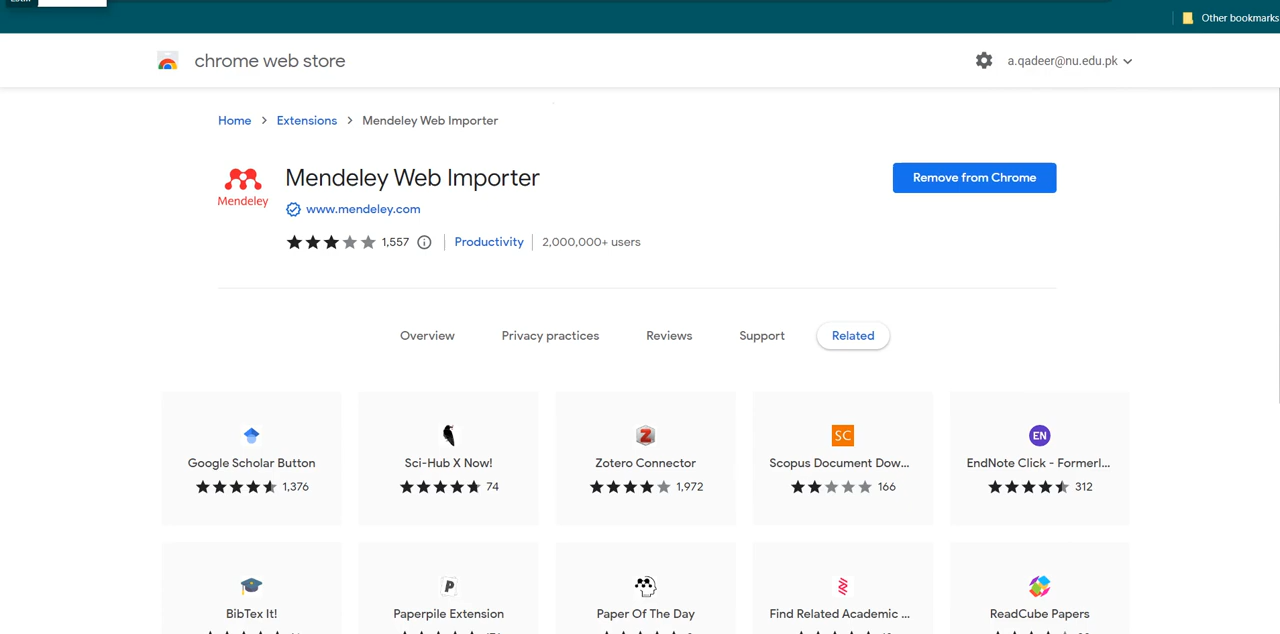 Other bookmarks
chrome web store
a.qadeer@nu.edu.pk
Home > Extensions > Mendeley Web Importer
Mendeley
Mendeley Web Importer
Remove from Chrome
www.mendeley.com
1,557
Productivity
2,000,000+ users
Overview
Privacy practices
Reviews
Support
Related
SC
EN
Google Scholar Button
Sci-Hub X Now!
Zotero Connector
Scopus Document Dow...
EndNote Click - Formerl...
1,376
74
1,972
166
312
BibTex It!
Paperpile Extension
Paper Of The Day
Find Related Academic ...
ReadCube Papers